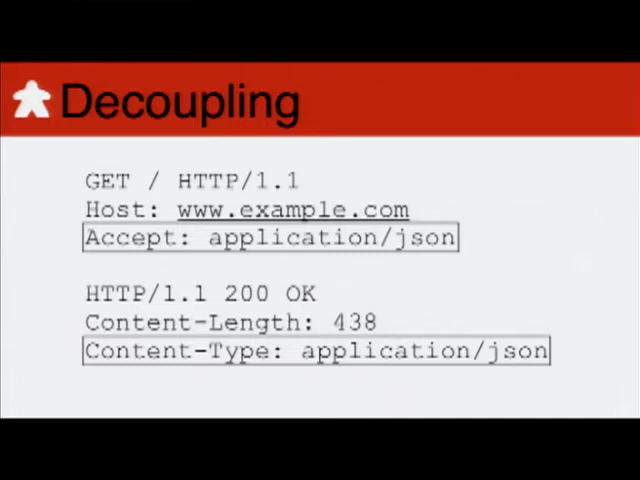 Decoupling
GET / HTTP/1.1
Host: www.example.com
Accept: application/json
HTTP/1.1 200 OK
Content-Length: 438
Content-Type: application/json